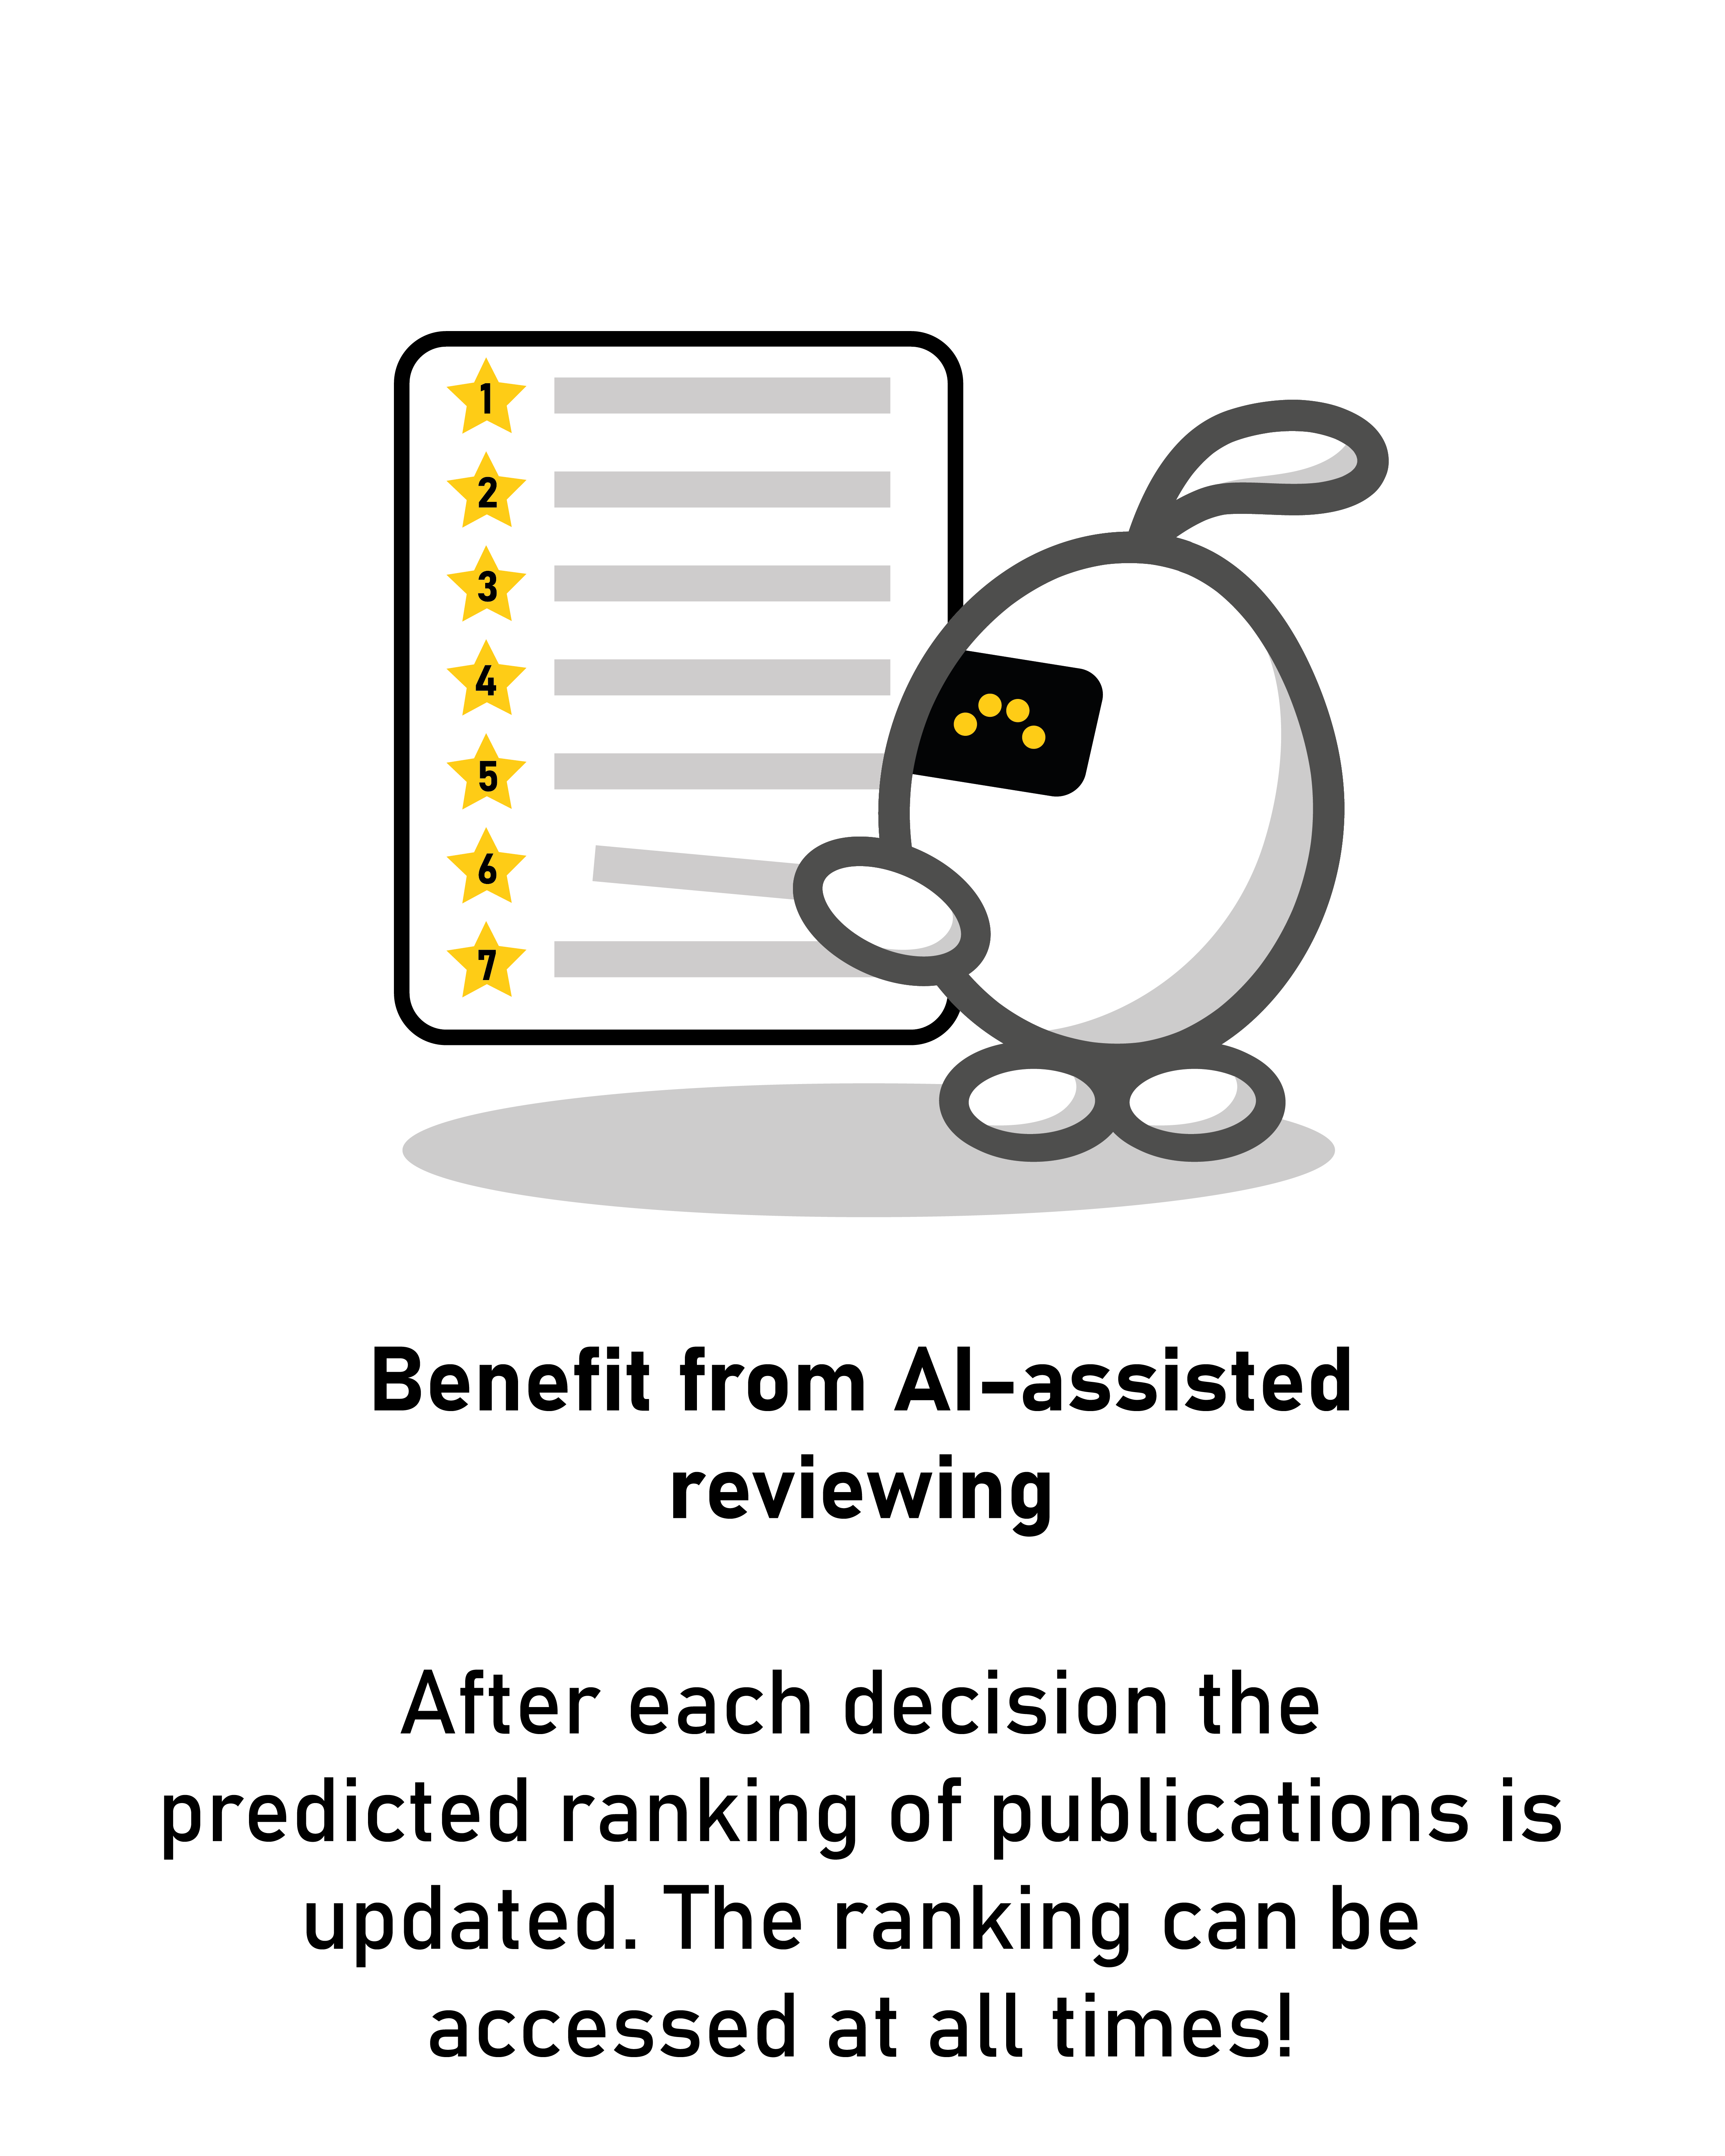 1
2
3
4
5
6
7
Benefit from AI-assisted
reviewing
After each decision the
predicted ranking of publications is
updated. The ranking can be
accessed at all times!